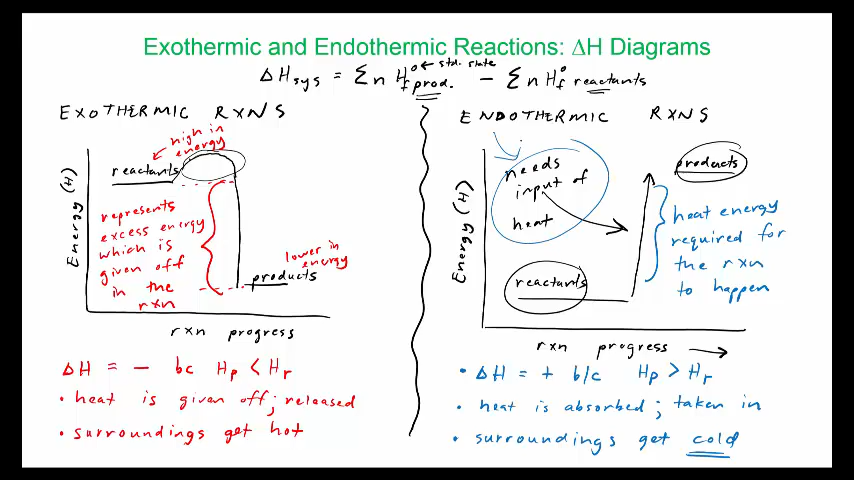 Exothermic and Endothermic Reactions: ΔH Diagrams
ΔHsys = Σn H°f prod. – Σn H°f reactants
← std. state
EXOTHERMIC RXNS
high in
energy
reactants
Energy (H)
represents
excess energy
which is
given off
in the
rxn
lower in
energy
products
rxn progress
ΔH = – bc Hp < Hr
• heat is given off; released
• surroundings get hot
ENDOTHERMIC RXNS
needs
input of
heat
products
Energy (H)
heat energy
required for
the rxn
to happen
reactants
rxn progress →
• ΔH = + b/c Hp > Hr
• heat is absorbed; taken in
• surroundings get cold